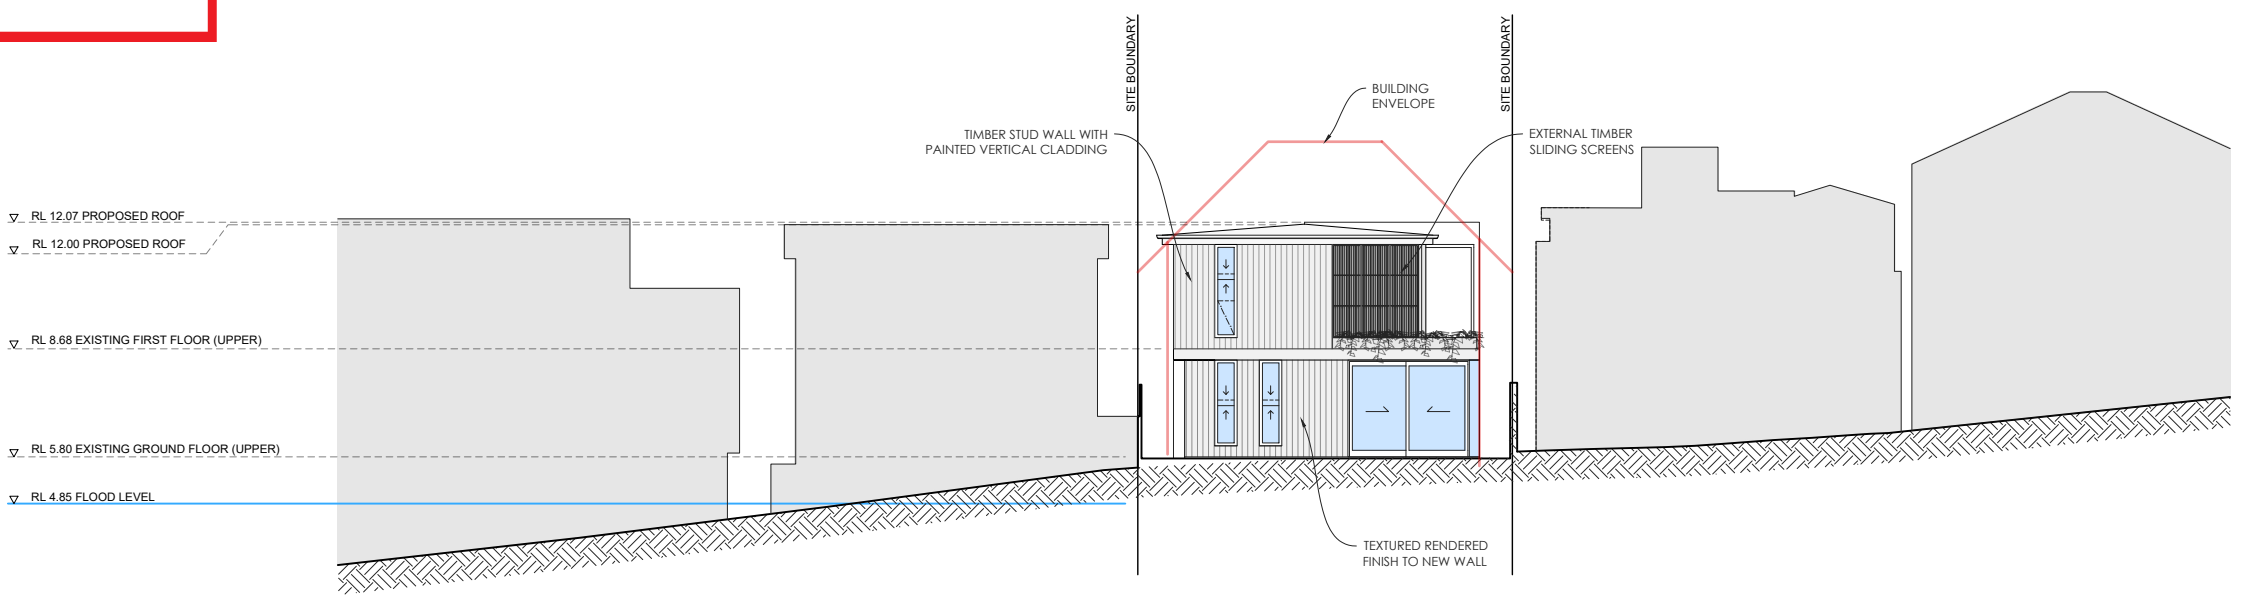 SITE BOUNDARY
SITE BOUNDARY
BUILDING
ENVELOPE
TIMBER STUD WALL WITH
PAINTED VERTICAL CLADDING
EXTERNAL TIMBER
SLIDING SCREENS
RL 12.07 PROPOSED ROOF
RL 12.00 PROPOSED ROOF
RL 8.68 EXISTING FIRST FLOOR (UPPER)
RL 5.80 EXISTING GROUND FLOOR (UPPER)
RL 4.85 FLOOD LEVEL
TEXTURED RENDERED
FINISH TO NEW WALL